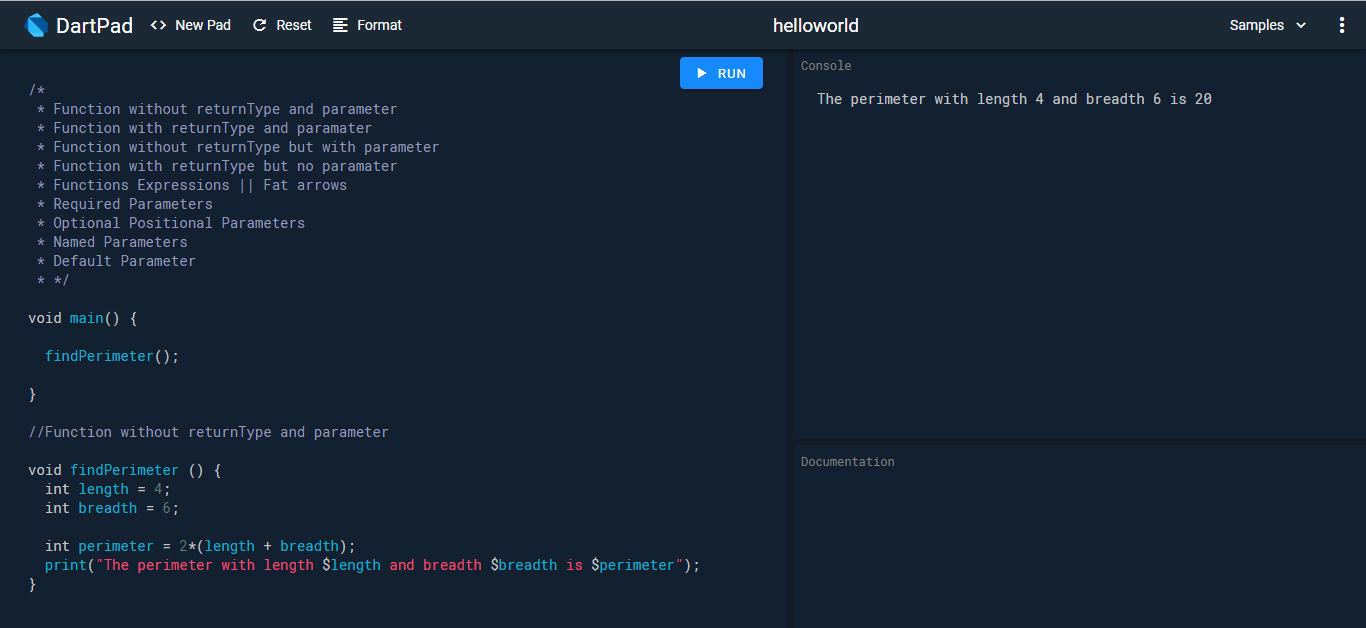 DartPad <> New Pad Reset Format helloworld Samples
RUN
/*
* Function without returnType and parameter
* Function with returnType and paramater
* Function without returnType but with parameter
* Function with returnType but no paramater
* Functions Expressions || Fat arrows
* Required Parameters
* Optional Positional Parameters
* Named Parameters
* Default Parameter
* */
void main() {
findPerimeter();
}
//Function without returnType and parameter
void findPerimeter () {
int length = 4;
int breadth = 6;
int perimeter = 2*(length + breadth);
print("The perimeter with length $length and breadth $breadth is $perimeter");
}
Console
The perimeter with length 4 and breadth 6 is 20
Documentation